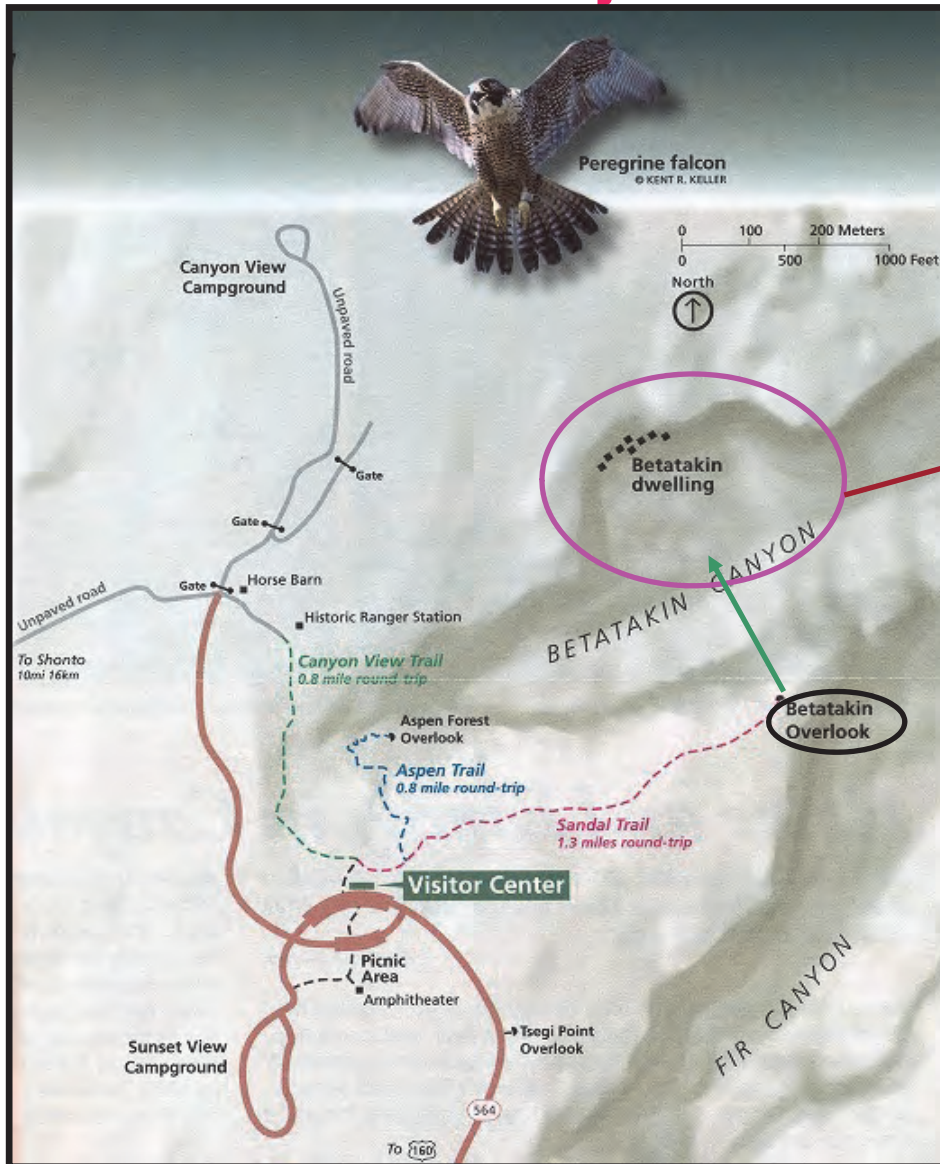 Peregrine falcon
© KENT R. KELLER
0 100 200 Meters
0 500 1000 Feet
North
Canyon View
Campground
Unpaved road
Gate
Gate
Gate
Horse Barn
Unpaved road
Historic Ranger Station
To Shonto
10mi 16km
Canyon View Trail
0.8 mile round-trip
Betatakin
dwelling
BETATAKIN CANYON
Betatakin
Overlook
Aspen Forest
Overlook
Aspen Trail
0.8 mile round-trip
Sandal Trail
1.3 miles round-trip
Visitor Center
Picnic
Area
Amphitheater
Tsegi Point
Overlook
Sunset View
Campground
FIR CANYON
564
To 160